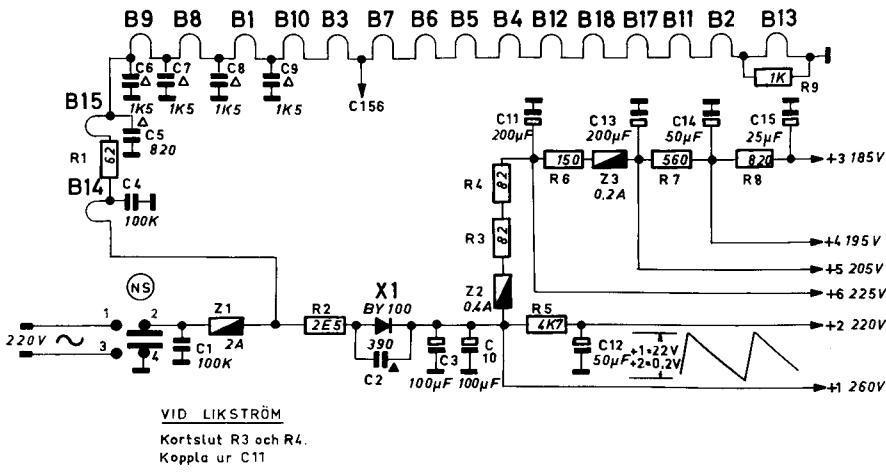 B9 B8 B1 B10 B3 B7 B6 B5 B4 B12 B18 B17 B11 B2 B13
C6 C7 C8 C9
1K5 1K5 1K5 1K5
C156
1K
R9
B15
C5
820
R1
62
B14
C4
100K
C11
200µF
C13
200µF
C14
50µF
C15
25µF
150
R6
Z3
0,2A
560
R7
820
R8
+3 185V
R4
82
R3
82
+4 195V
+5 205V
+6 225V
Z2
0,4A
NS
1 2
220V ~
3 4
C1
100K
Z1
2A
R2
2E5
X1
BY 100
390
C2
C3
100µF
C10
100µF
R5
4K7
+2 220V
C12
50µF
+1=22V
+2=0,2V
+1 260V
VID LIKSTRÖM
Kortslut R3 och R4.
Koppla ur C11